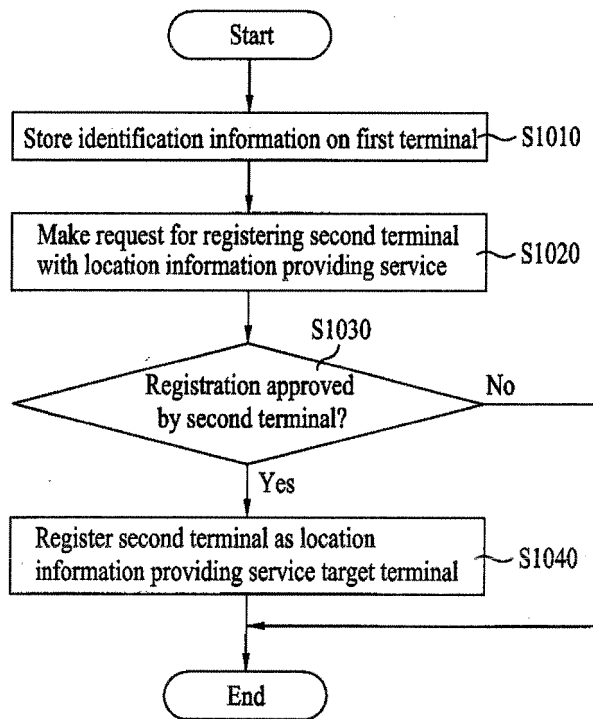 Start
Store identification information on first terminal
S1010
Make request for registering second terminal
with location information providing service
S1020
S1030
Registration approved
by second terminal?
No
Yes
Register second terminal as location
information providing service target terminal
S1040
End